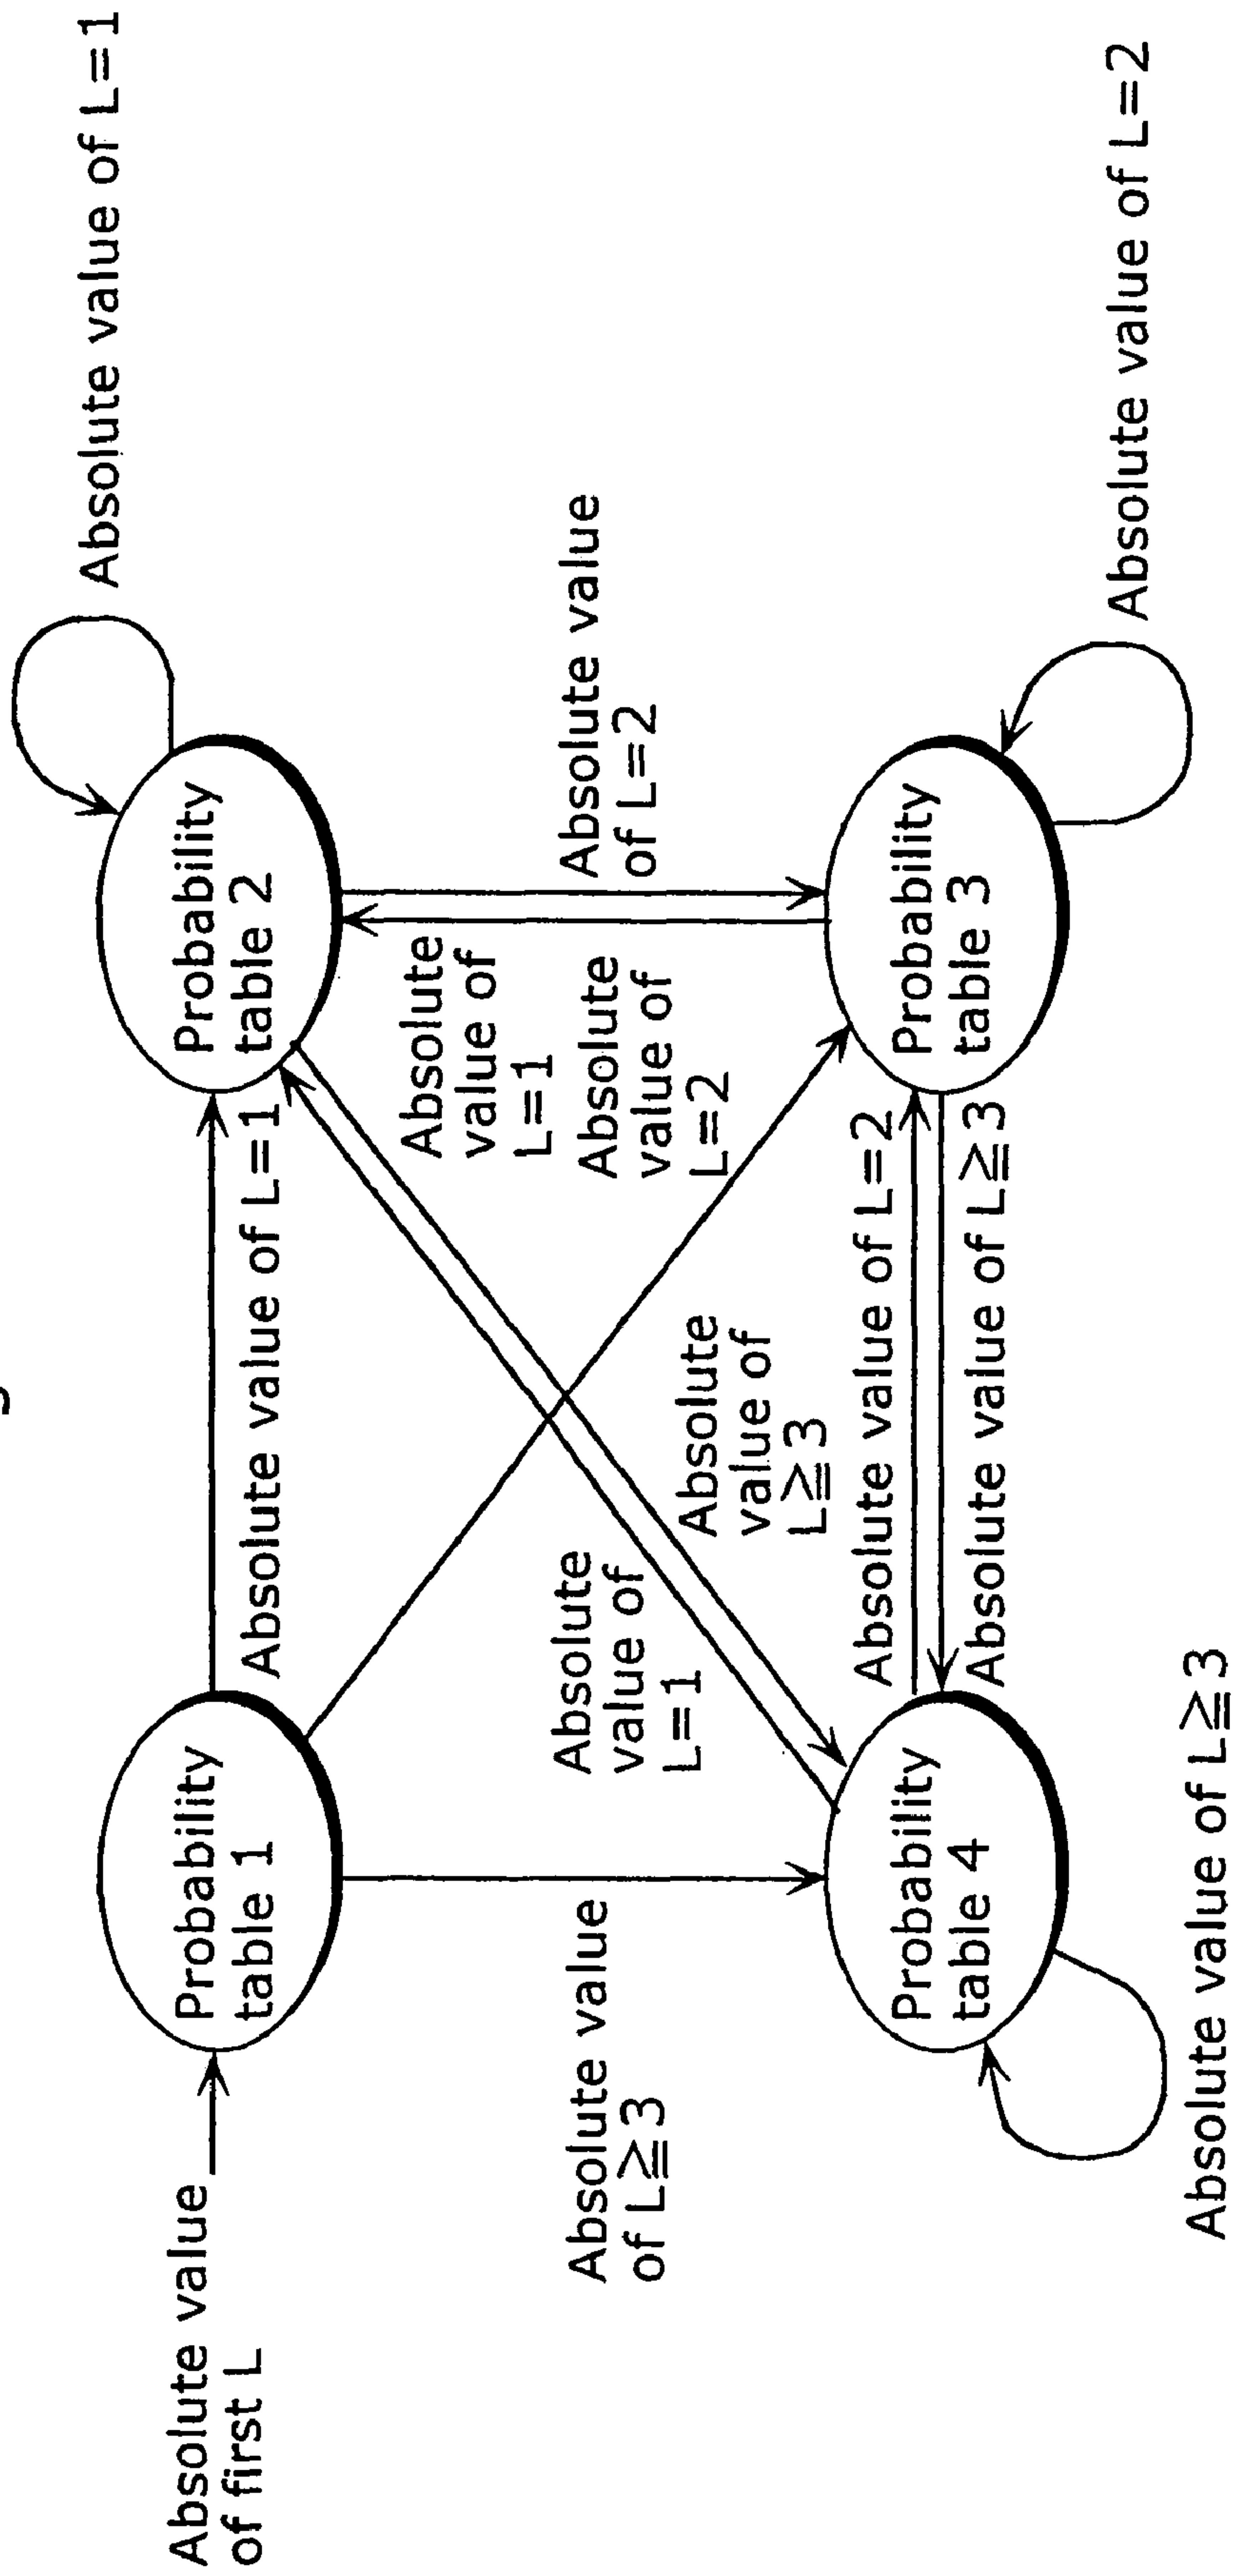 Absolute value of L=1
Absolute value
of first L
Probability
table 1
Absolute value of L=1
Probability
table 2
Absolute value
of L≧3
Absolute
value of
L=1
Absolute
value of
L≧3
Absolute
value of
L=1
Absolute
value of
L=2
Absolute value
of L=2
Absolute value of L=2
Absolute value of L≧3
Probability
table 4
Probability
table 3
Absolute value of L≧3
Absolute value of L=2